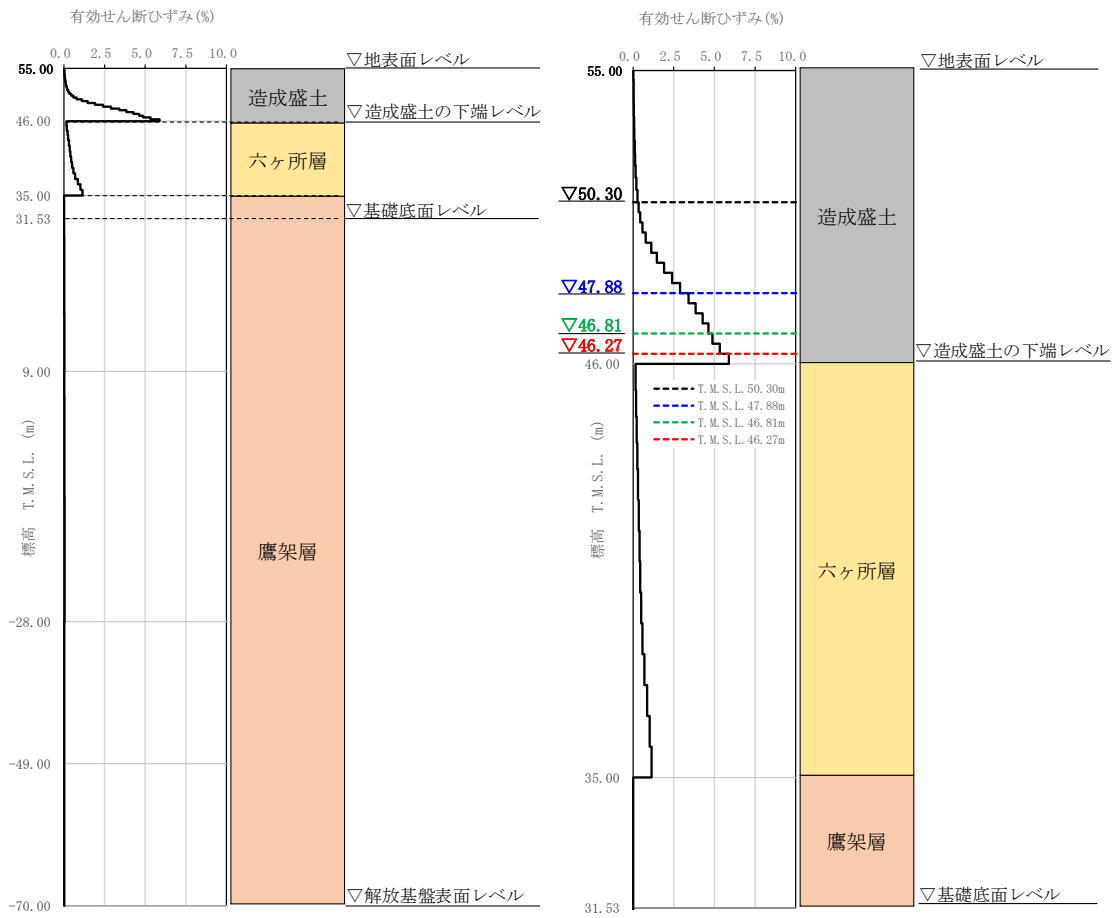 有効せん断ひずみ(%)
0.0 2.5 5.0 7.5 10.0
55.00
46.00
35.00
31.53
9.00
-28.00
-49.00
-70.00
標高 T.M.S.L. (m)
造成盛土
六ヶ所層
鷹架層
▽地表面レベル
▽造成盛土の下端レベル
▽基礎底面レベル
▽解放基盤表面レベル
有効せん断ひずみ(%)
0.0 2.5 5.0 7.5 10.0
55.00
▽50.30
▽47.88
▽46.81
▽46.27
46.00
35.00
31.53
標高 T.M.S.L. (m)
T.M.S.L.50.30m
T.M.S.L.47.88m
T.M.S.L.46.81m
T.M.S.L.46.27m
造成盛土
六ヶ所層
鷹架層
▽地表面レベル
▽造成盛土の下端レベル
▽基礎底面レベル